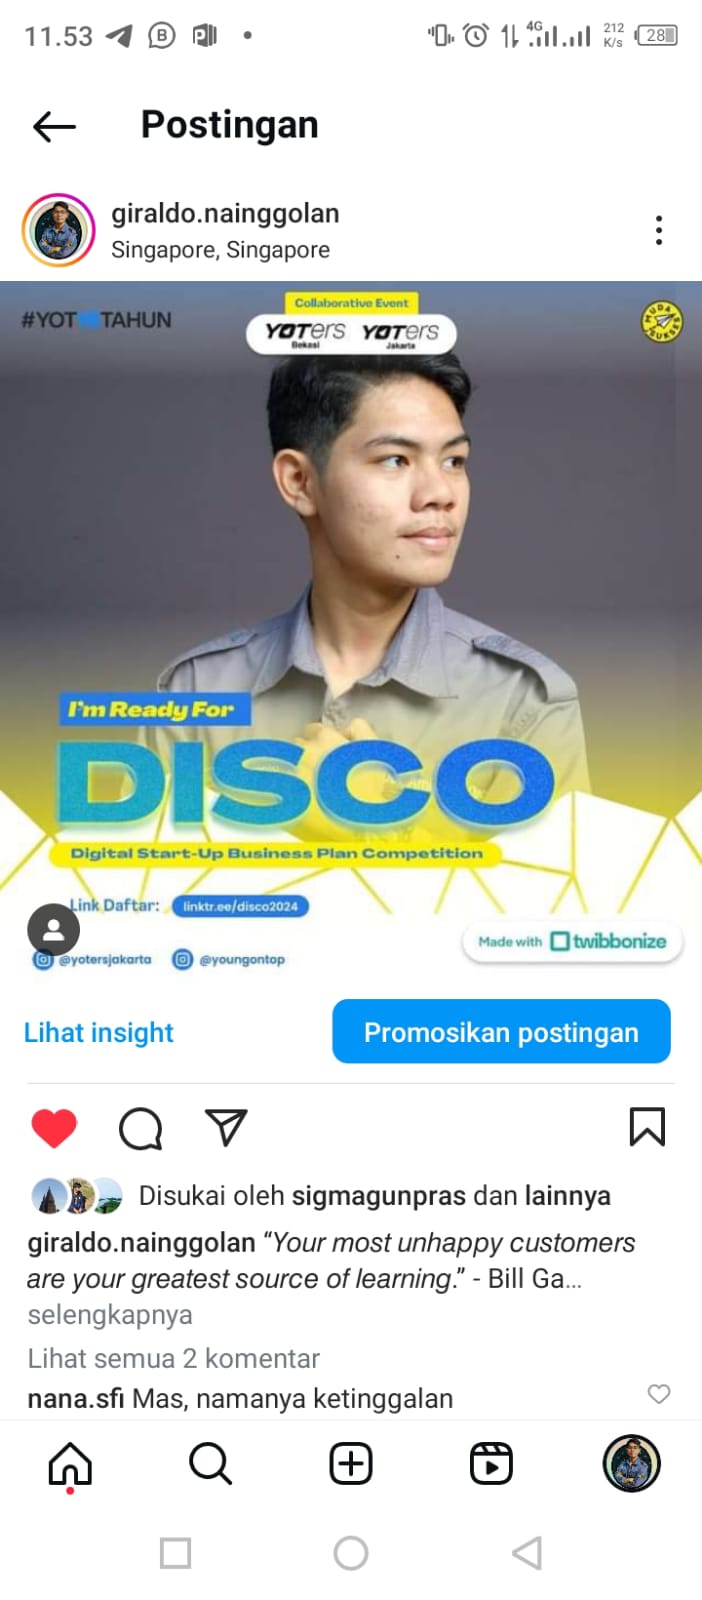 11.53
4G
212
K/s
28
Postingan
giraldo.nainggolan
Singapore, Singapore
Collaborative Event
#YOT TAHUN
YOTers YOTers
Bekasi Jakarta
MUDA SUKSES
I'm Ready For
DISCO
Digital Start-Up Business Plan Competition
Link Daftar: linktr.ee/disco2024
@yotersjakarta @youngontop
Made with twibbonize
Lihat insight
Promosikan postingan
Disukai oleh sigmagunpras dan lainnya
giraldo.nainggolan “Your most unhappy customers
are your greatest source of learning.” - Bill Ga...
selengkapnya
Lihat semua 2 komentar
nana.sfi Mas, namanya ketinggalan